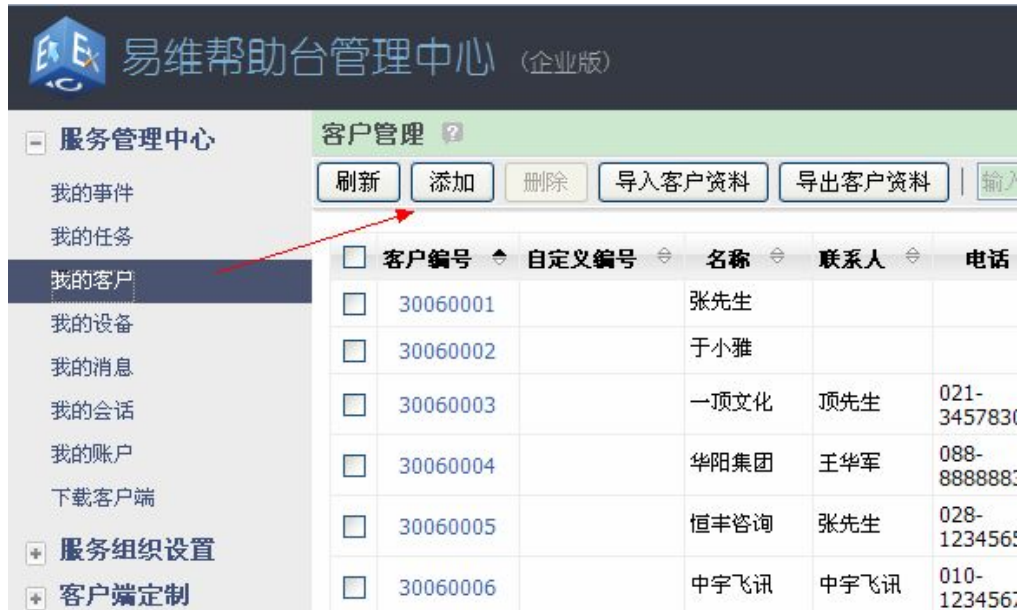 易维帮助台管理中心 (企业版)
服务管理中心
我的事件
我的任务
我的客户
我的设备
我的消息
我的会话
我的账户
下载客户端
服务组织设置
客户端定制
客户管理
刷新 添加 删除 导入客户资料 导出客户资料 输入
客户编号 自定义编号 名称 联系人 电话
30060001 张先生
30060002 于小雅
30060003 一顶文化 顶先生 021-
3457830
30060004 华阳集团 王华军 088-
8888883
30060005 恒丰咨询 张先生 028-
1234565
30060006 中宇飞讯 中宇飞讯 010-
1234567